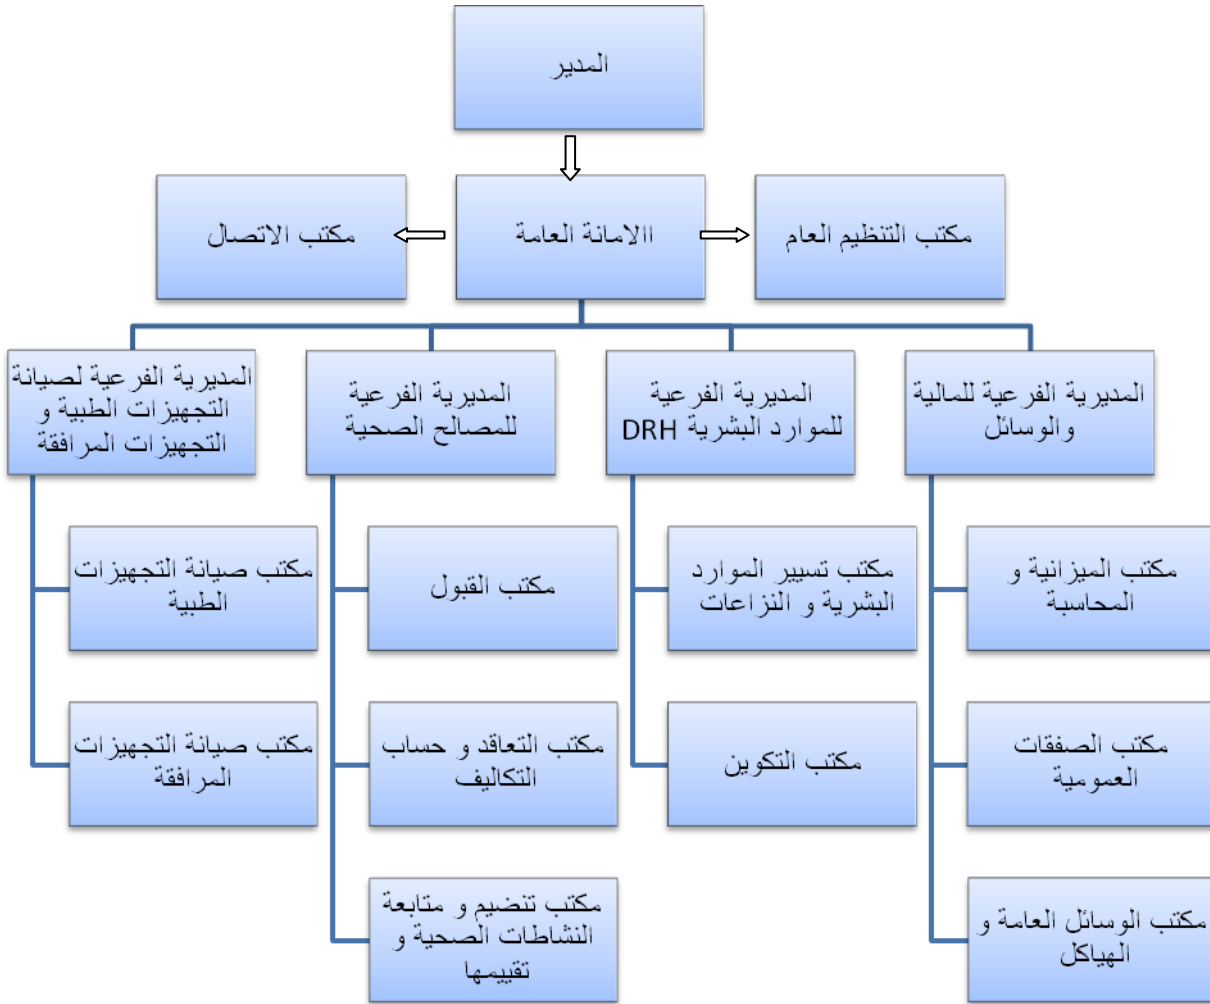 المدير
مكتب التنظيم العام
االامانة العامة
مكتب الاتصال
المديرية الفرعية للمالية
والوسائل
المديرية الفرعية
للموارد البشرية DRH
المديرية الفرعية
للمصالح الصحية
المديرية الفرعية لصيانة
التجهيزات الطبية و
التجهيزات المرافقة
مكتب الميزانية و
المحاسبة
مكتب تسيير الموارد
البشرية و النزاعات
مكتب القبول
مكتب صيانة التجهيزات
الطبية
مكتب الصفقات
العمومية
مكتب التكوين
مكتب التعاقد و حساب
التكاليف
مكتب صيانة التجهيزات
المرافقة
مكتب الوسائل العامة و
الهياكل
مكتب تنضيم و متابعة
النشاطات الصحية و
تقييمها